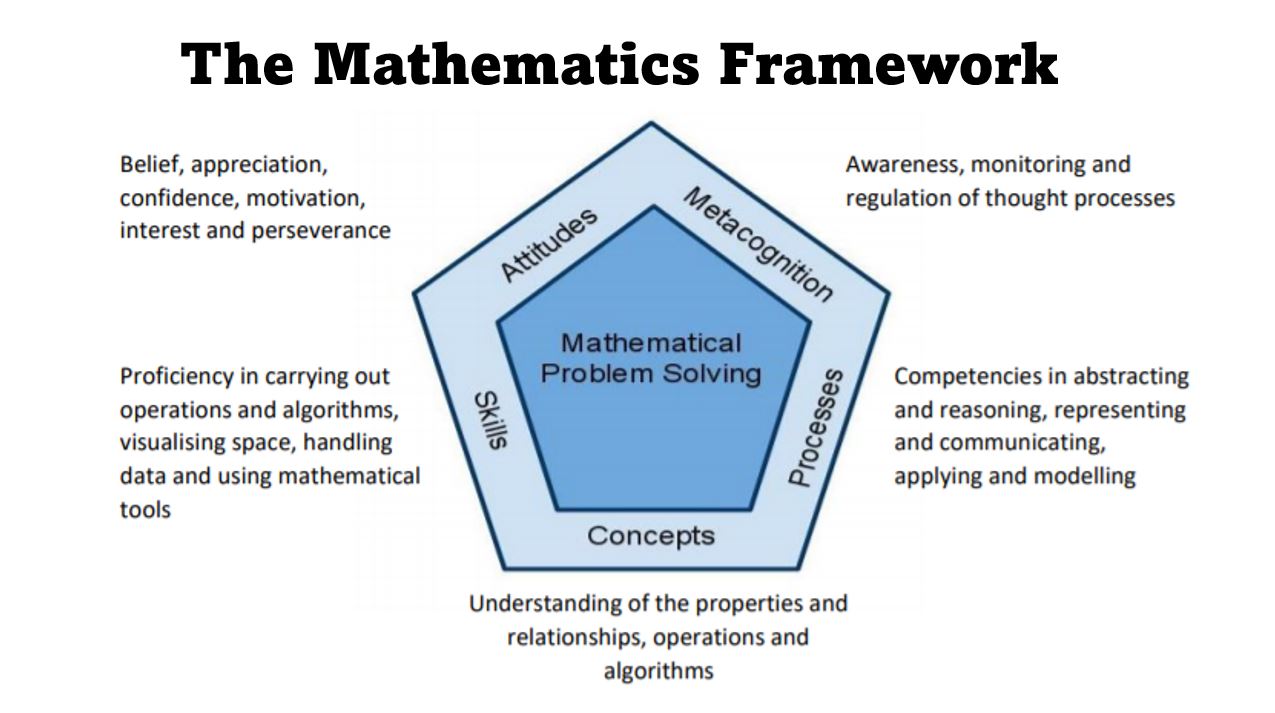 The Mathematics Framework
Belief, appreciation,
confidence, motivation,
interest and perseverance
Awareness, monitoring and
regulation of thought processes
Attitudes
Metacognition
Mathematical
Problem Solving
Proficiency in carrying out
operations and algorithms,
visualising space, handling
data and using mathematical
tools
Skills
Processes
Competencies in abstracting
and reasoning, representing
and communicating,
applying and modelling
Concepts
Understanding of the properties and
relationships, operations and
algorithms